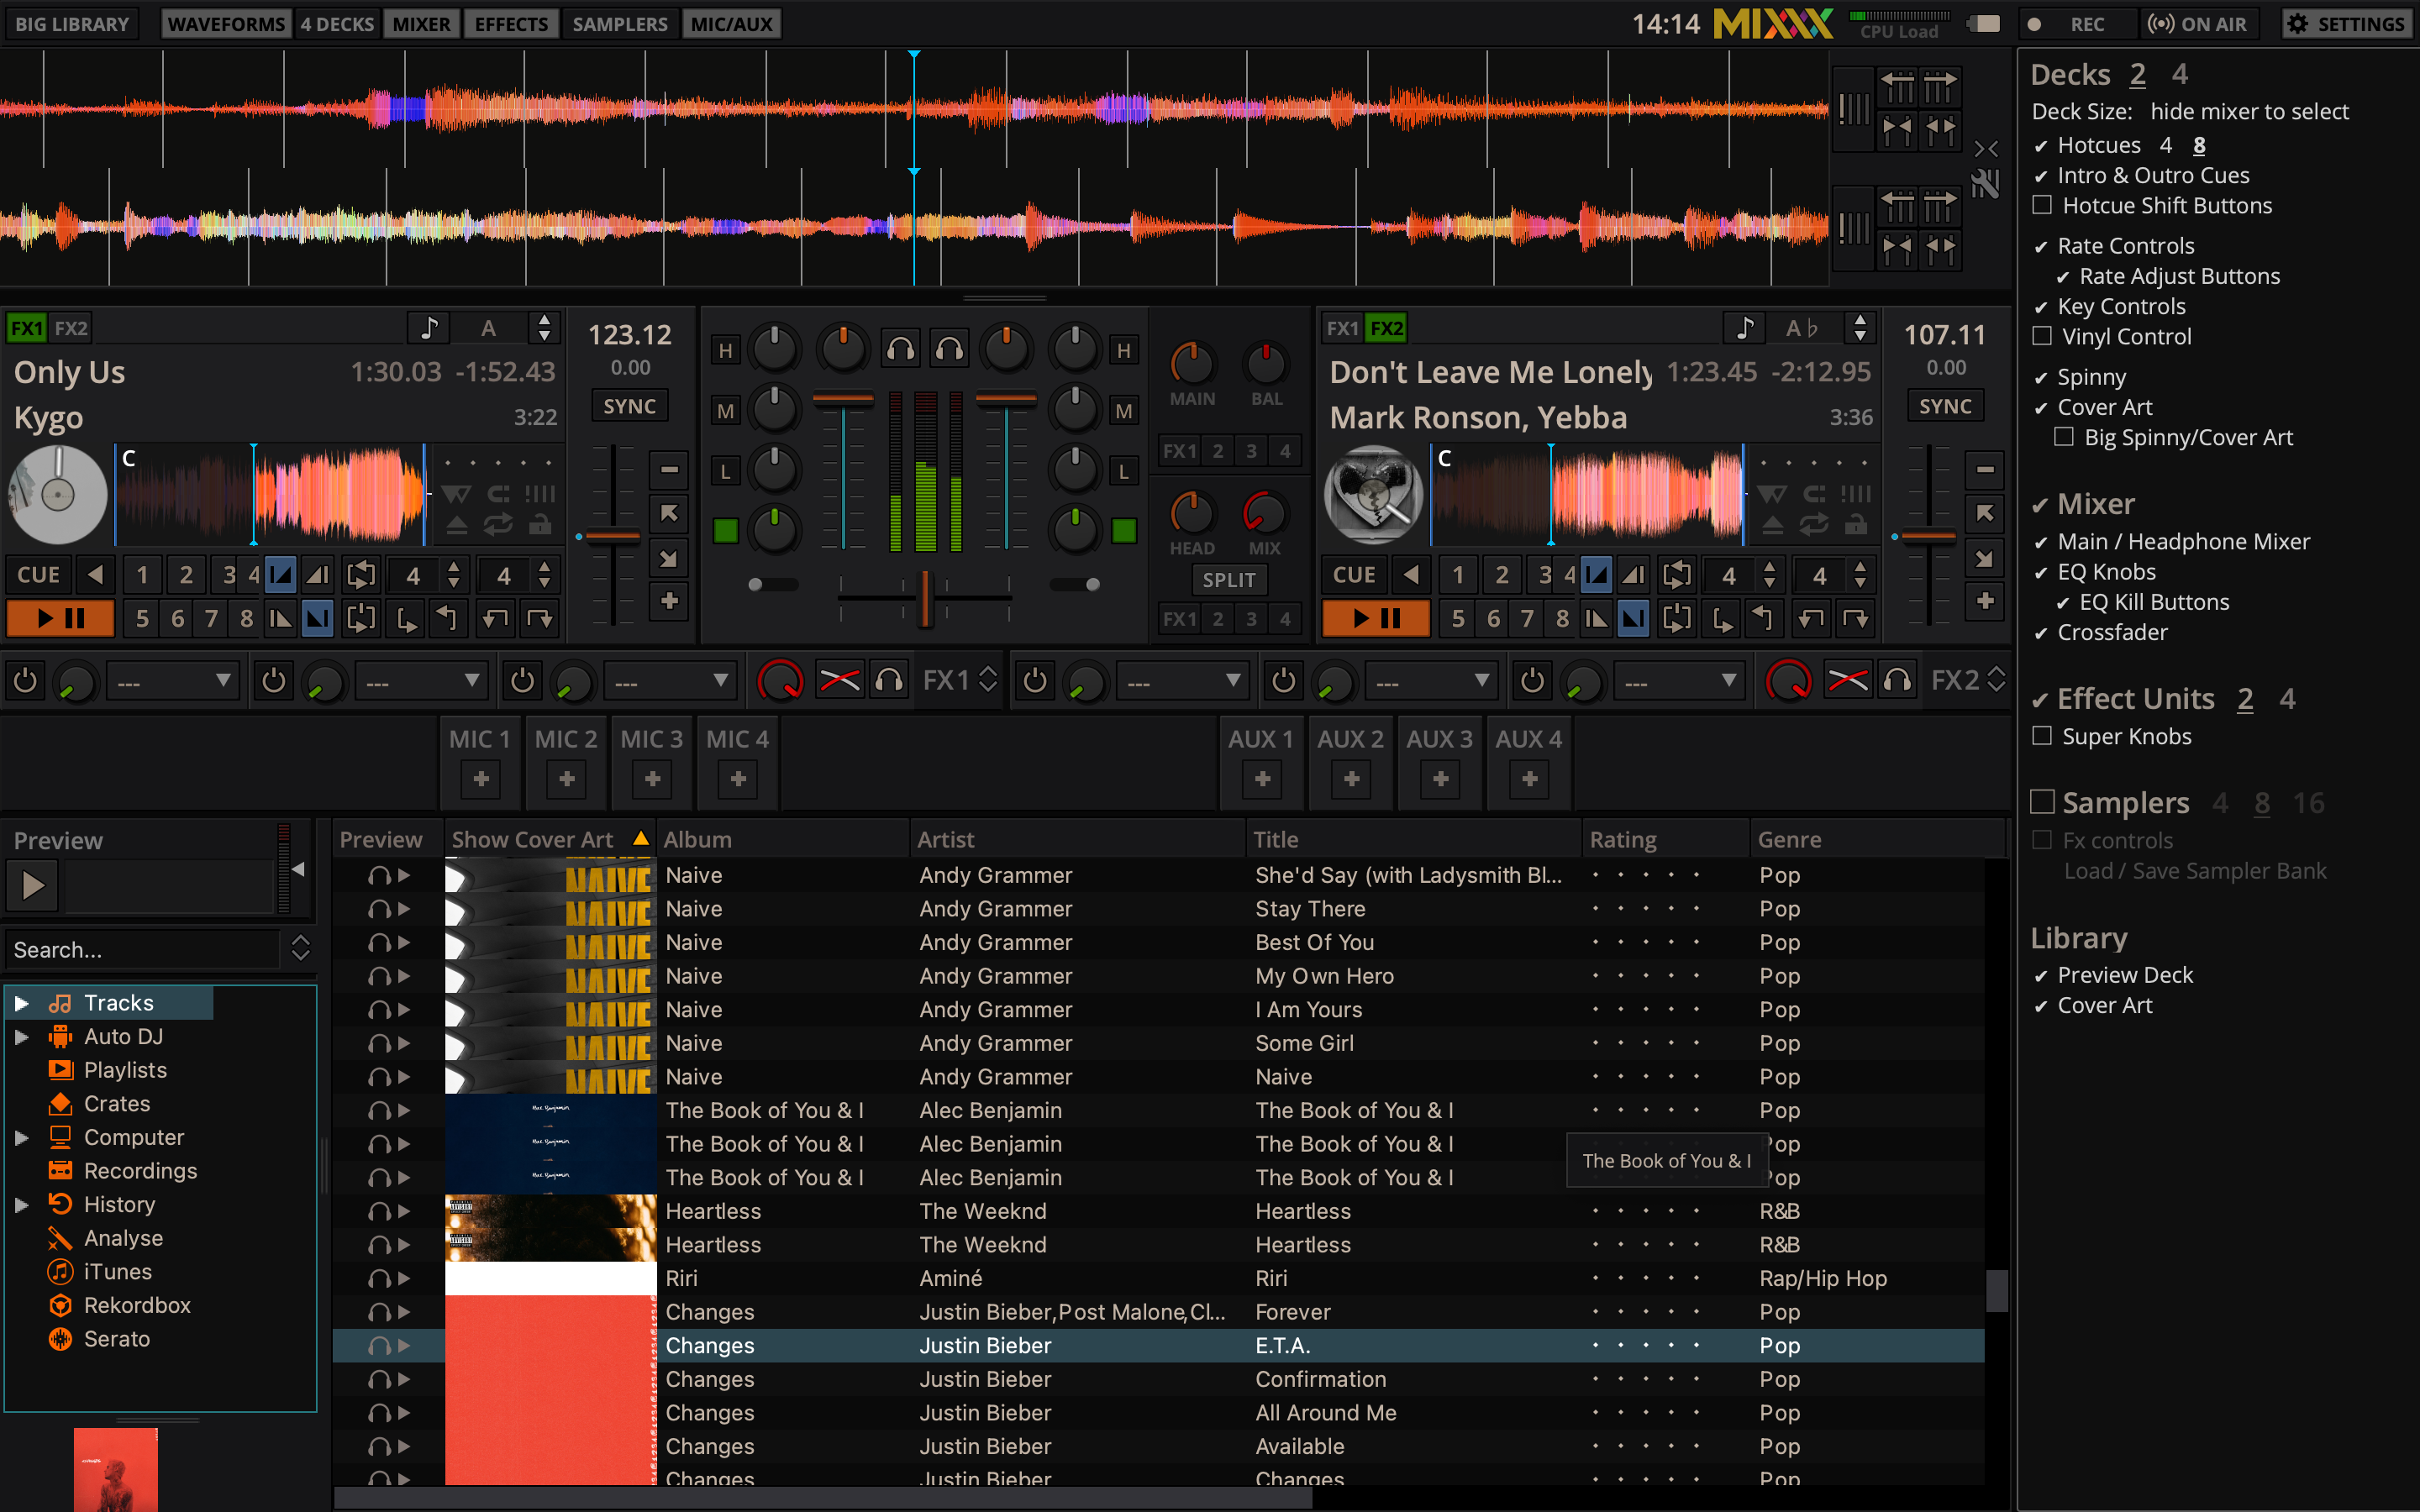 BIG LIBRARY WAVEFORMS 4 DECKS MIXER EFFECTS SAMPLERS MIC/AUX 14:14 MIXXX CPU Load REC ON AIR SETTINGS
Decks 2 4
Deck Size: hide mixer to select
✔ Hotcues 4 8
✔ Intro & Outro Cues
Hotcue Shift Buttons
✔ Rate Controls
✔ Rate Adjust Buttons
✔ Key Controls
Vinyl Control
✔ Spinny
✔ Cover Art
Big Spinny/Cover Art
✔ Mixer
✔ Main / Headphone Mixer
✔ EQ Knobs
✔ EQ Kill Buttons
✔ Crossfader
✔ Effect Units 2 4
Super Knobs
Samplers 4 8 16
Fx controls
Load / Save Sampler Bank
Library
✔ Preview Deck
✔ Cover Art
FX1 FX2 A 123.12
0.00
SYNC
Only Us 1:30.03 -1:52.43
Kygo 3:22
C
CUE 1 2 3 4 4 4
5 6 7 8
H H
M M
L L
MAIN BAL
FX1 2 3 4
HEAD MIX
SPLIT
FX1 2 3 4
FX1 FX2 A♭ 107.11
0.00
SYNC
Don't Leave Me Lonely 1:23.45 -2:12.95
Mark Ronson, Yebba 3:36
C
CUE 1 2 3 4 4 4
5 6 7 8
--- --- --- FX1 --- --- --- FX2
MIC 1 MIC 2 MIC 3 MIC 4 AUX 1 AUX 2 AUX 3 AUX 4
Preview
Search...
Tracks
Auto DJ
Playlists
Crates
Computer
Recordings
History
Analyse
iTunes
Rekordbox
Serato
Preview Show Cover Art Album Artist Title Rating Genre
NAIVE Naive Andy Grammer She'd Say (with Ladysmith Bl... Pop
NAIVE Naive Andy Grammer Stay There Pop
NAIVE Naive Andy Grammer Best Of You Pop
NAIVE Naive Andy Grammer My Own Hero Pop
NAIVE Naive Andy Grammer I Am Yours Pop
NAIVE Naive Andy Grammer Some Girl Pop
NAIVE Naive Andy Grammer Naive Pop
Alec Benjamin The Book of You & I Alec Benjamin The Book of You & I Pop
Alec Benjamin The Book of You & I Alec Benjamin The Book of You & I Pop
Alec Benjamin The Book of You & I Alec Benjamin The Book of You & I Pop
The Book of You & I
Heartless The Weeknd Heartless R&B
Heartless The Weeknd Heartless R&B
Riri Aminé Riri Rap/Hip Hop
Changes Justin Bieber,Post Malone,Cl... Forever Pop
Changes Justin Bieber E.T.A. Pop
Changes Justin Bieber Confirmation Pop
Changes Justin Bieber All Around Me Pop
Changes Justin Bieber Available Pop
Changes Justin Bieber Changes Pop